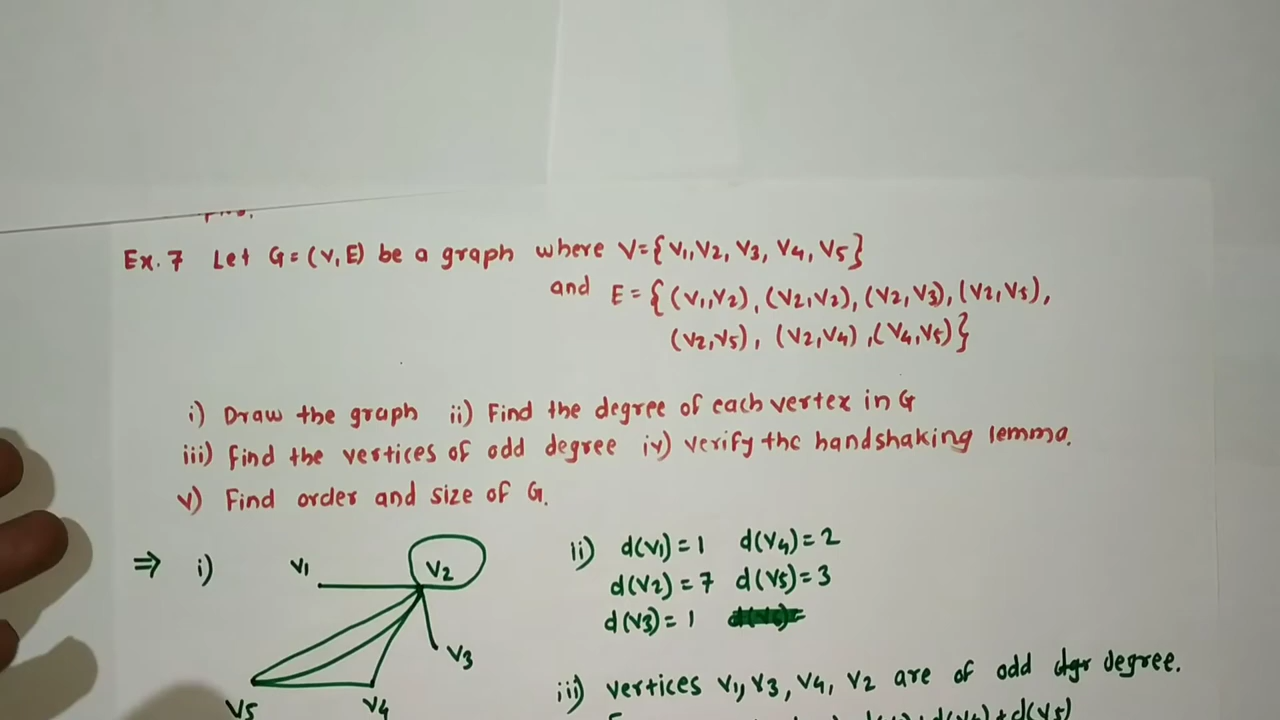 Ex. 7 Let G = (V, E) be a graph where V = {V1, V2, V3, V4, V5}
and E = { (V1,V2), (V2,V2), (V2,V3), (V2,V5),
(V2,V5), (V2,V4), (V4,V5)}
i) Draw the graph ii) Find the degree of each vertex in G
iii) Find the vertices of odd degree iv) verify the handshaking lemma.
v) Find order and size of G.
⇒ i)
V1
V2
V3
V5
V4
ii) d(V1) = 1 d(V4) = 2
d(V2) = 7 d(V5) = 3
d(V3) = 1
iii) vertices V1, V3, V4, V2 are of odd degree.
+ d(V5)